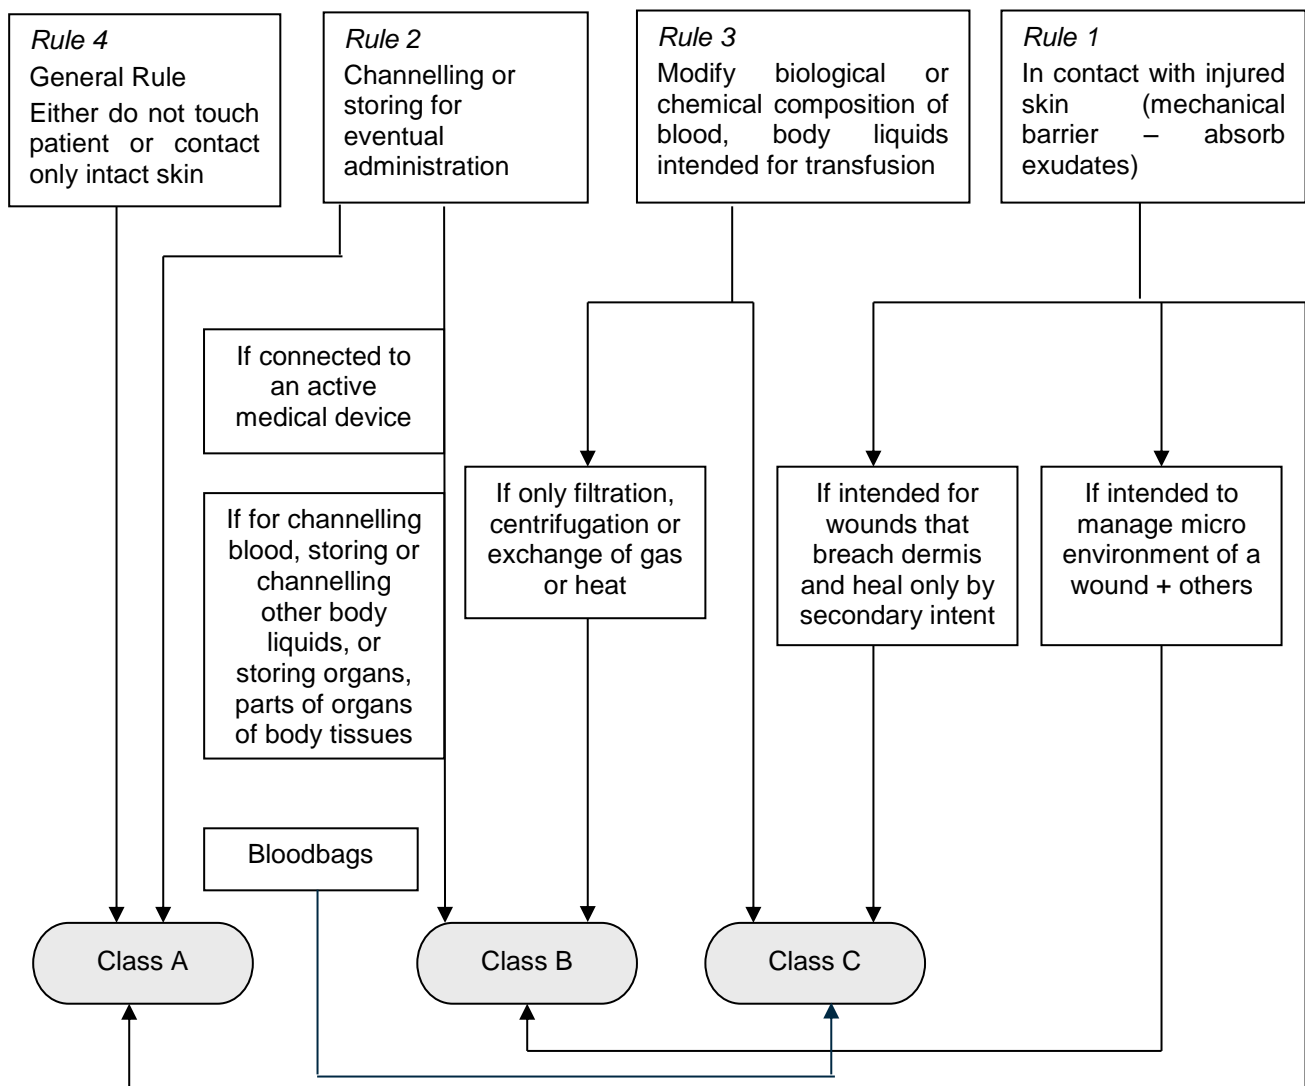 Rule 4
General Rule
Either do not touch
patient or contact
only intact skin
Rule 2
Channelling or
storing for
eventual
administration
Rule 3
Modify biological or
chemical composition of
blood, body liquids
intended for transfusion
Rule 1
In contact with injured
skin (mechanical
barrier – absorb
exudates)
If connected to
an active
medical device
If for channelling
blood, storing or
channelling
other body
liquids, or
storing organs,
parts of organs
of body tissues
If only filtration,
centrifugation or
exchange of gas
or heat
If intended for
wounds that
breach dermis
and heal only by
secondary intent
If intended to
manage micro
environment of a
wound + others
Bloodbags
Class A
Class B
Class C